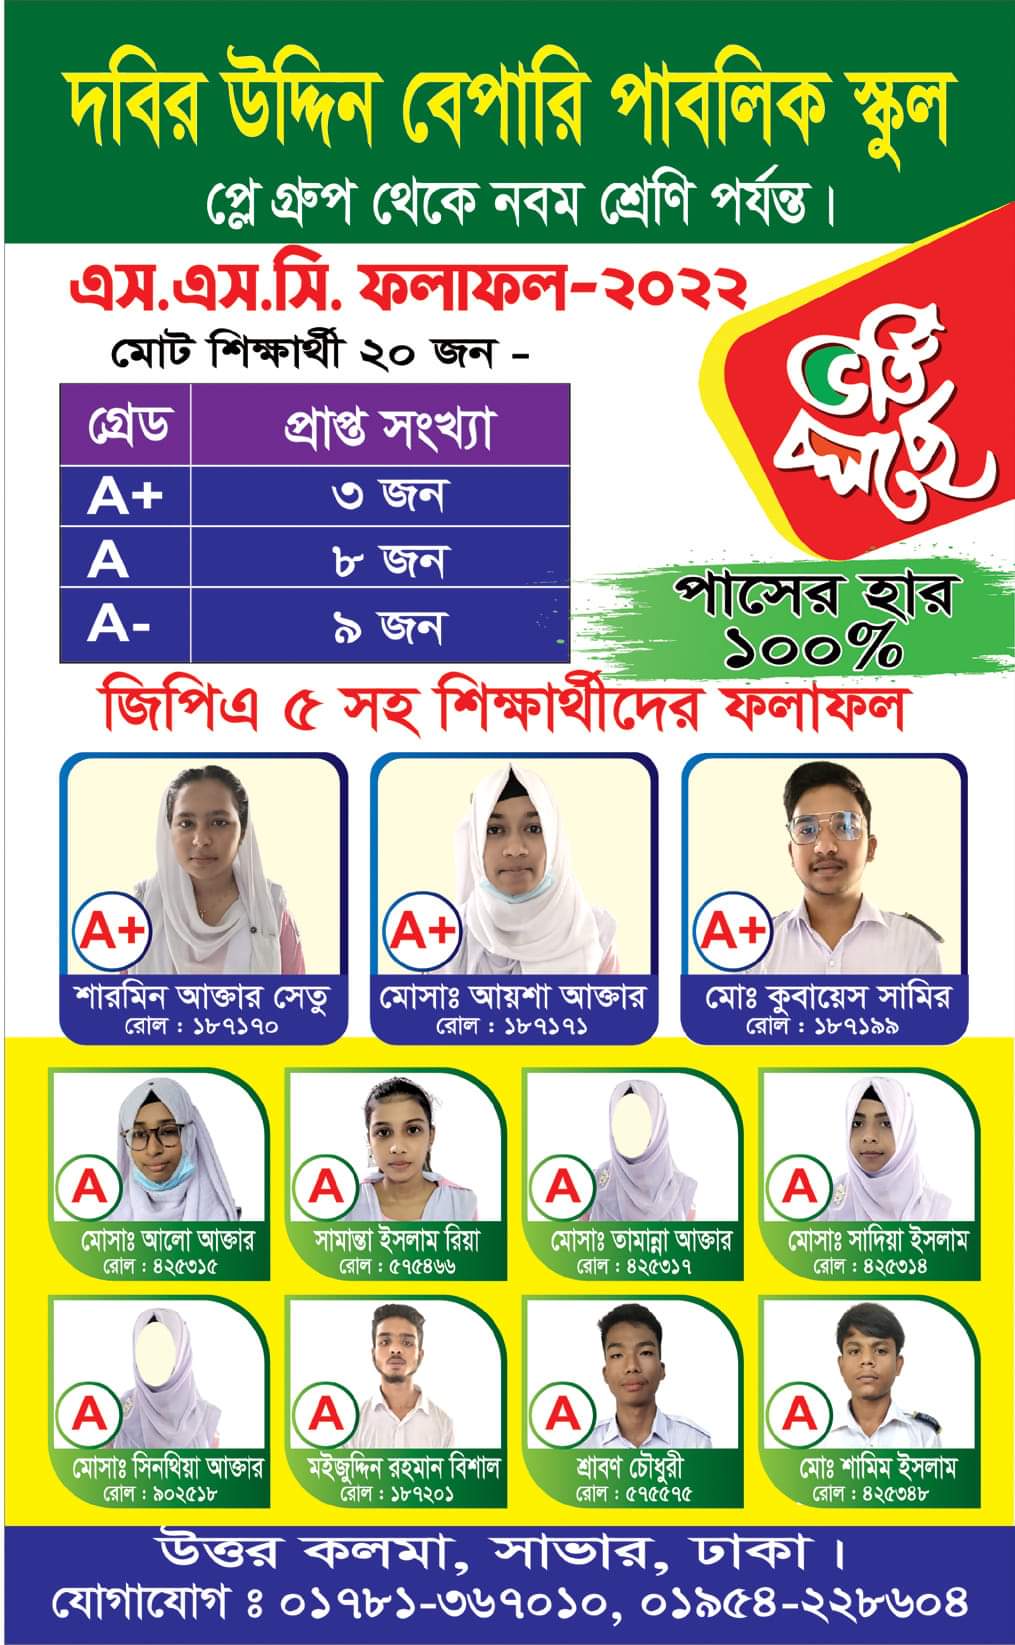 দবির উদ্দিন বেপারি পাবলিক স্কুল
প্লে গ্রুপ থেকে নবম শ্রেণি পর্যন্ত।
এস.এস.সি. ফলাফল-২০২২
ভর্তি
চলছে
মোট শিক্ষার্থী ২০ জন -
গ্রেড প্রাপ্ত সংখ্যা
A+ ৩ জন
A ৮ জন
A- ৯ জন
পাসের হার
১০০%
জিপিএ ৫ সহ শিক্ষার্থীদের ফলাফল
A+ A+ A+
শারমিন আক্তার সেতু মোসাঃ আয়শা আক্তার মোঃ কুবায়েস সামির
রোল : ১৮৭১৭০ রোল : ১৮৭১৭১ রোল : ১৮৭১৯৯
A A A A
মোসাঃ আলো আক্তার সামান্তা ইসলাম রিয়া মোসাঃ তামান্না আক্তার মোসাঃ সাদিয়া ইসলাম
রোল : ৪২৫৩১৫ রোল : ৫৭৫৪৬৬ রোল : ৪২৫৩১৭ রোল : ৪২৫৩১৪
A A A A
মোসাঃ সিনথিয়া আক্তার মইজুদ্দিন রহমান বিশাল শ্রাবণ চৌধুরী মোঃ শামিম ইসলাম
রোল : ৯০২৫১৮ রোল : ১৮৭২০১ রোল : ৫৭৫৫৭৫ রোল : ৪২৫৩৪৮
উত্তর কলমা, সাভার, ঢাকা।
যোগাযোগ ঃ ০১৭৮১-৩৬৭০১০, ০১৯৫৪-২২৮৬০৪